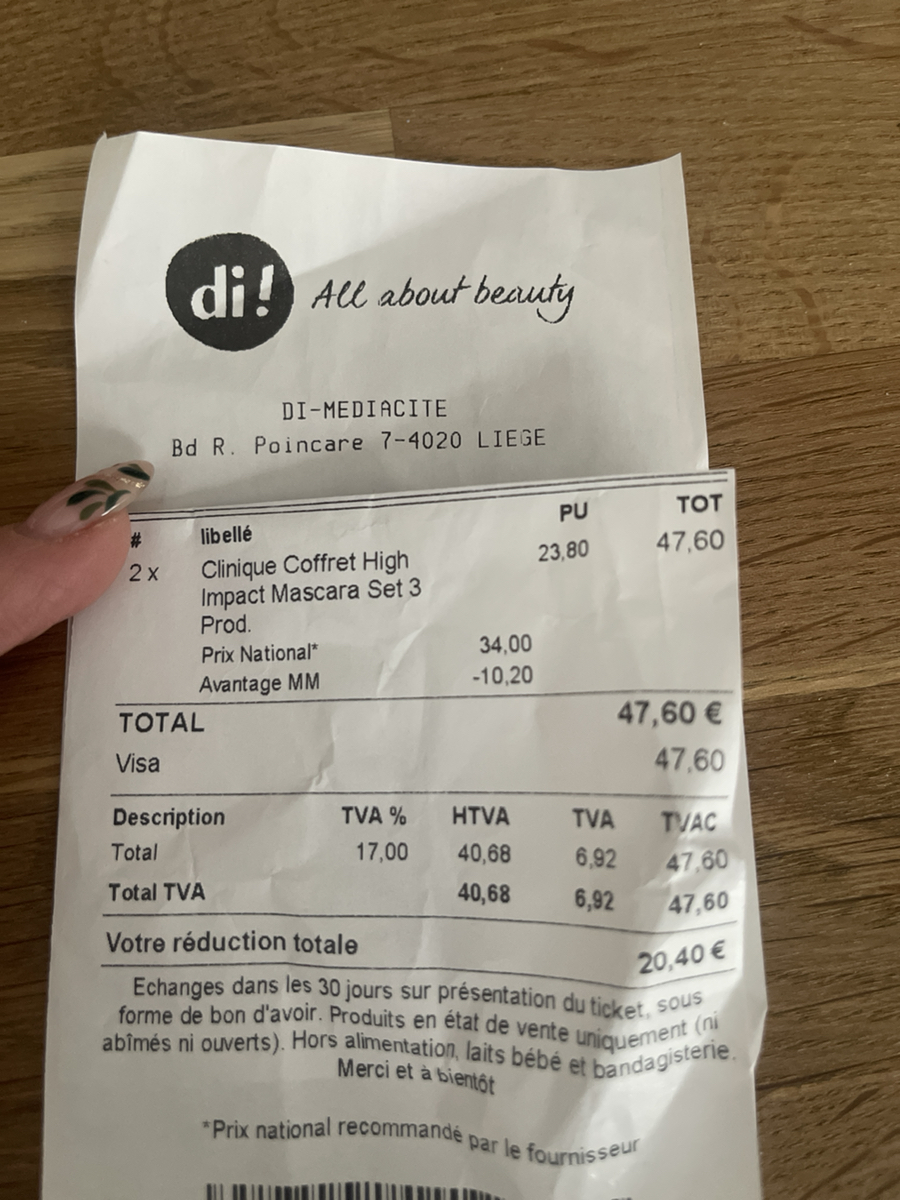 di! All about beauty
DI-MEDIACITE
Bd R. Poincare 7-4020 LIEGE
# libellé PU TOT
2 x Clinique Coffret High 23,80 47,60
Impact Mascara Set 3
Prod.
Prix National* 34,00
Avantage MM -10,20
TOTAL 47,60 €
Visa 47,60
Description TVA % HTVA TVA TVAC
Total 17,00 40,68 6,92 47,60
Total TVA 40,68 6,92 47,60
Votre réduction totale 20,40 €
Echanges dans les 30 jours sur présentation du ticket, sous
forme de bon d'avoir. Produits en état de vente uniquement (ni
abîmés ni ouverts). Hors alimentation, laits bébé et bandagisterie.
Merci et à bientôt
*Prix national recommandé par le fournisseur